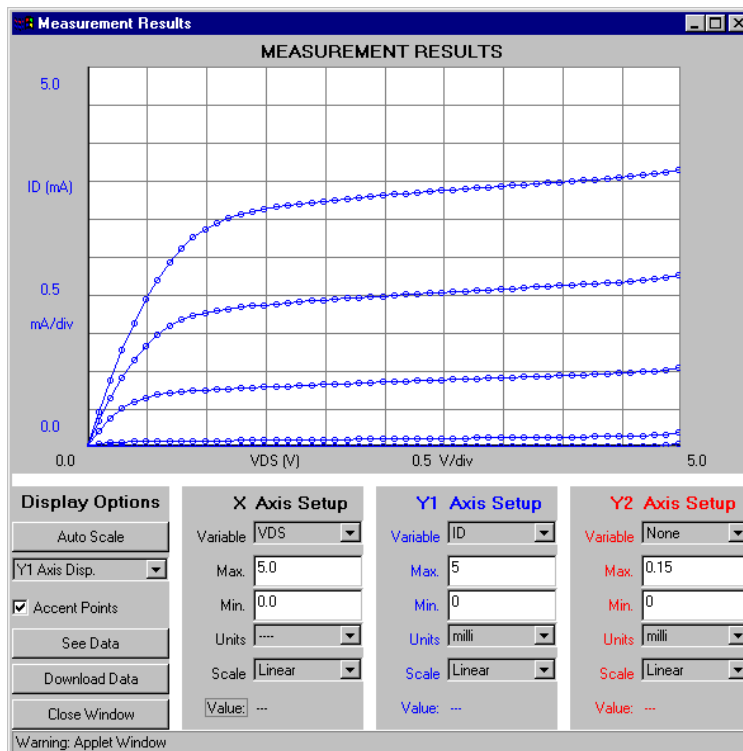 Measurement Results
MEASUREMENT RESULTS
5.0
ID (mA)
0.5
mA/div
0.0
0.0 VDS (V) 0.5 V/div 5.0
Display Options
Auto Scale
Y1 Axis Disp.
Accent Points
See Data
Download Data
Close Window
X Axis Setup
Variable VDS
Max. 5.0
Min. 0.0
Units ----
Scale Linear
Value: ---
Y1 Axis Setup
Variable ID
Max. 5
Min. 0
Units milli
Scale Linear
Value: ---
Y2 Axis Setup
Variable None
Max. 0.15
Min. 0
Units milli
Scale Linear
Value: ---
Warning: Applet Window